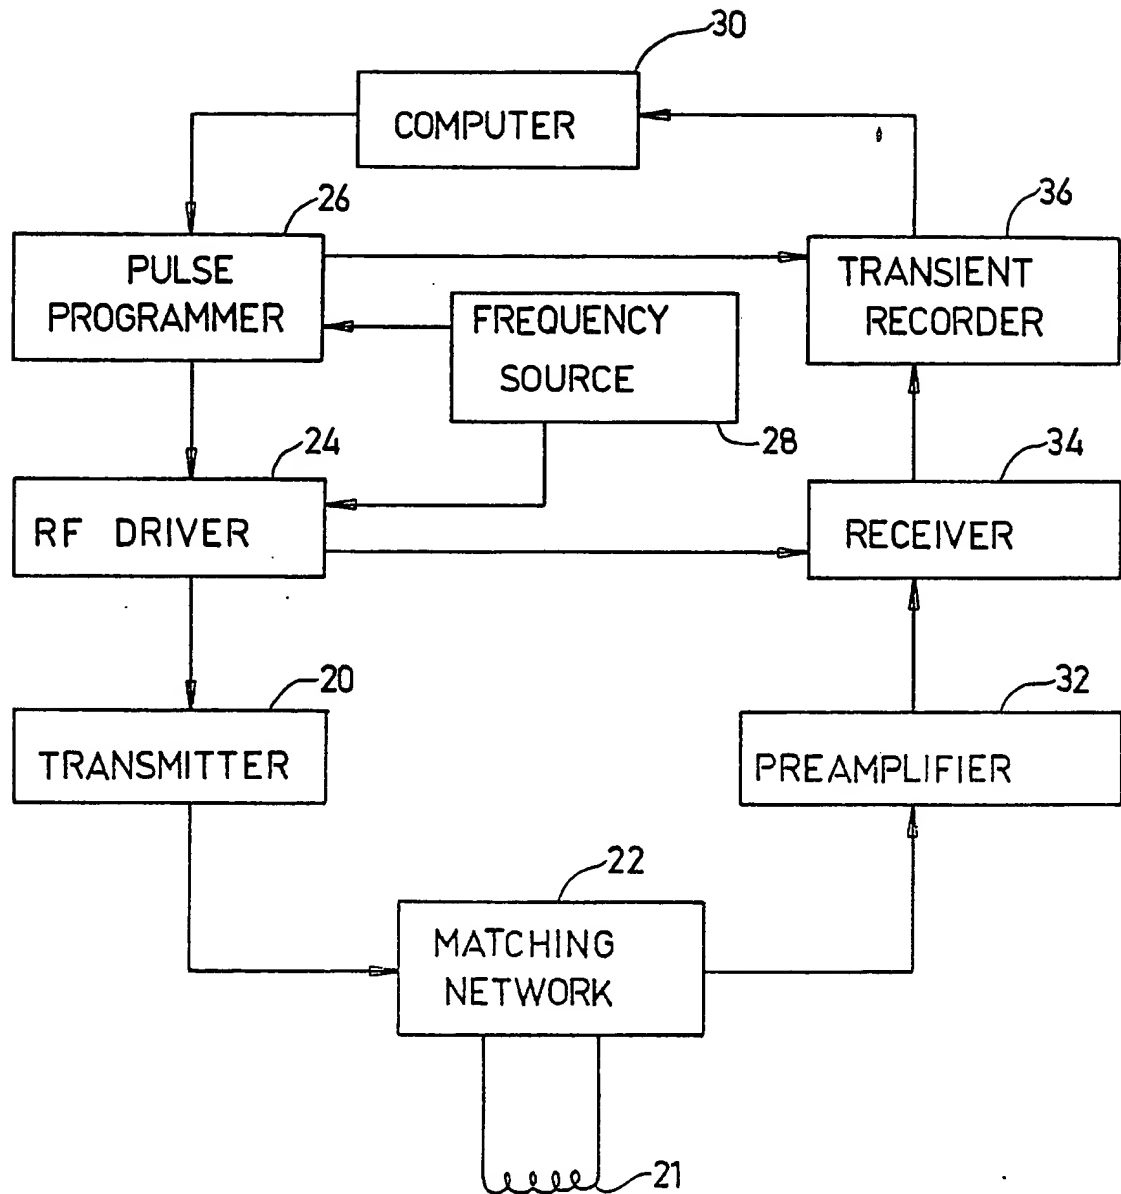 30
COMPUTER
26
36
PULSE
PROGRAMMER
FREQUENCY
SOURCE
TRANSIENT
RECORDER
28
24
34
RF DRIVER
RECEIVER
20
32
TRANSMITTER
PREAMPLIFIER
22
MATCHING
NETWORK
21